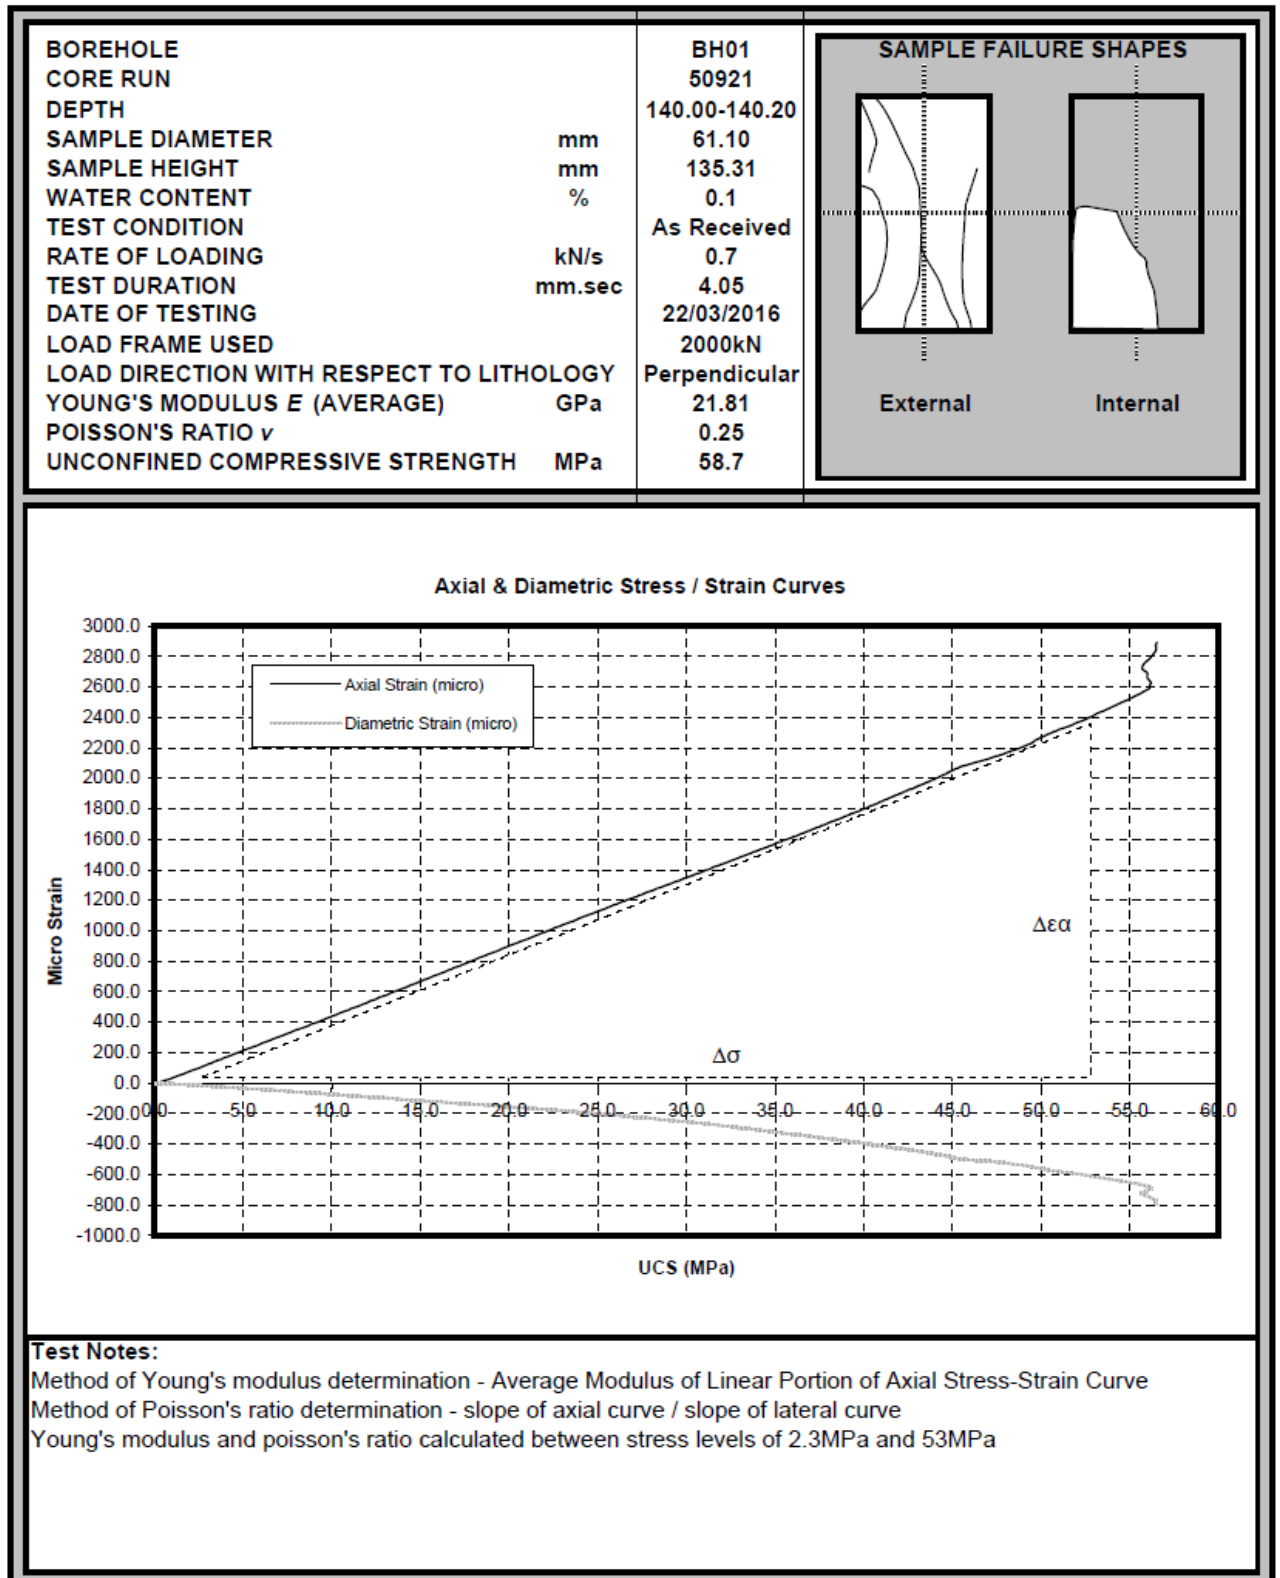 BOREHOLE BH01
CORE RUN 50921
DEPTH 140.00-140.20
SAMPLE DIAMETER mm 61.10
SAMPLE HEIGHT mm 135.31
WATER CONTENT % 0.1
TEST CONDITION As Received
RATE OF LOADING kN/s 0.7
TEST DURATION mm.sec 4.05
DATE OF TESTING 22/03/2016
LOAD FRAME USED 2000kN
LOAD DIRECTION WITH RESPECT TO LITHOLOGY Perpendicular
YOUNG'S MODULUS E (AVERAGE) GPa 21.81
POISSON'S RATIO v 0.25
UNCONFINED COMPRESSIVE STRENGTH MPa 58.7
SAMPLE FAILURE SHAPES
External Internal
Axial & Diametric Stress / Strain Curves
3000.0
2800.0
2600.0
2400.0
2200.0
2000.0
1800.0
1600.0
1400.0
1200.0
1000.0
800.0
600.0
400.0
200.0
0.0
-200.0
-400.0
-600.0
-800.0
-1000.0
Micro Strain
Axial Strain (micro)
Diametric Strain (micro)
Δεα
Δσ
0.0 5.0 10.0 15.0 20.0 25.0 30.0 35.0 40.0 45.0 50.0 55.0 60.0
UCS (MPa)
Test Notes:
Method of Young's modulus determination - Average Modulus of Linear Portion of Axial Stress-Strain Curve
Method of Poisson's ratio determination - slope of axial curve / slope of lateral curve
Young's modulus and poisson's ratio calculated between stress levels of 2.3MPa and 53MPa